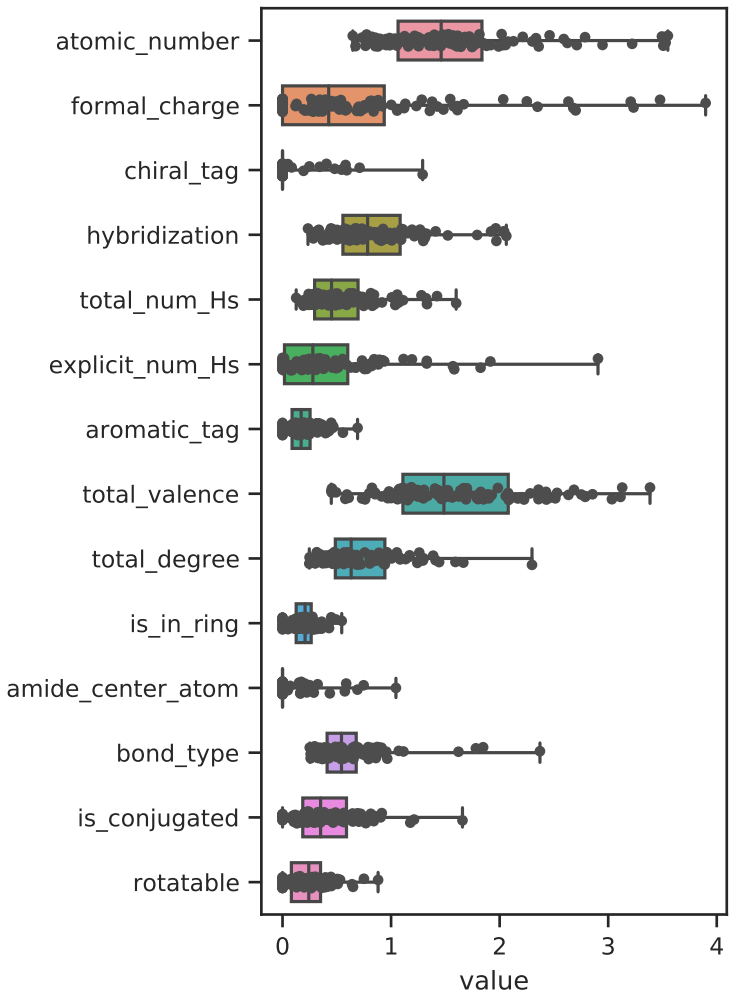 atomic_number
formal_charge
chiral_tag
hybridization
total_num_Hs
explicit_num_Hs
aromatic_tag
total_valence
total_degree
is_in_ring
amide_center_atom
bond_type
is_conjugated
rotatable
0 1 2 3 4
value